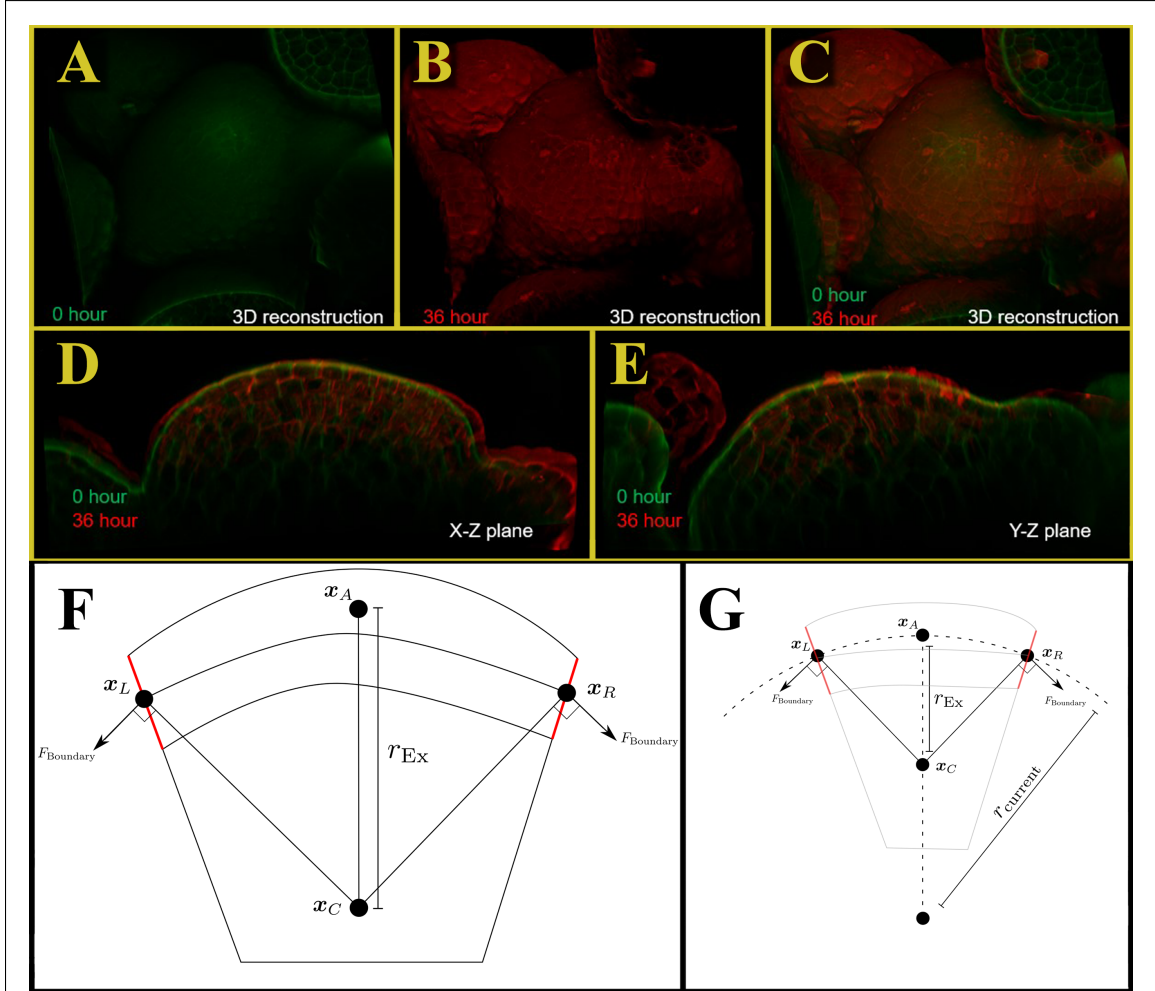 A
B
C
0 hour
3D reconstruction
36 hour
3D reconstruction
0 hour
36 hour
3D reconstruction
D
E
0 hour
36 hour
X-Z plane
0 hour
36 hour
Y-Z plane
F
x_A
x_L
x_R
F_Boundary
F_Boundary
r_Ex
x_C
G
x_A
x_L
x_R
F_Boundary
F_Boundary
r_Ex
x_C
r_current